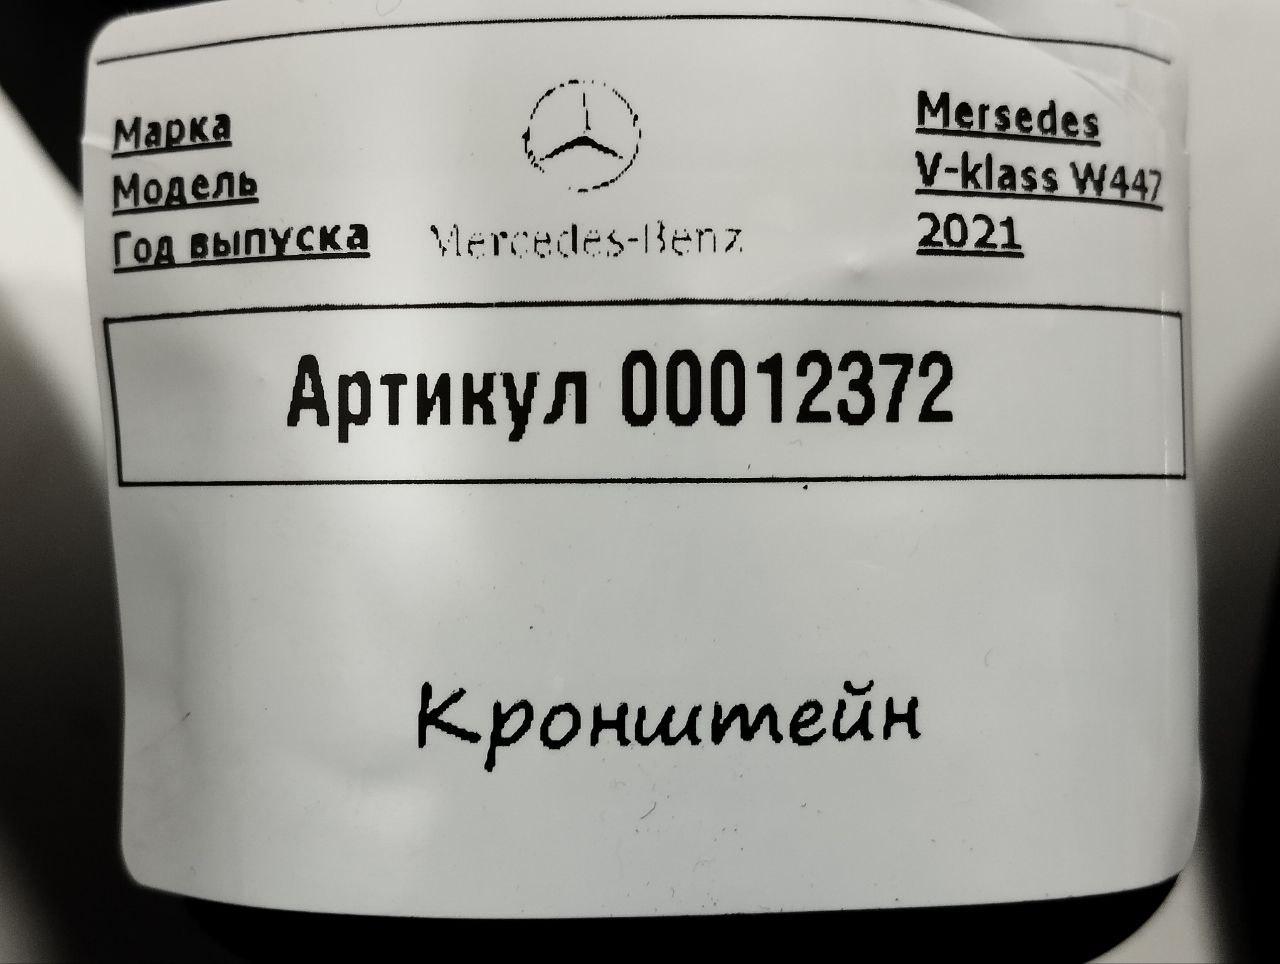 Марка Mersedes
Модель V-klass W447
Год выпуска Mercedes-Benz 2021
Артикул 00012372
Кронштейн